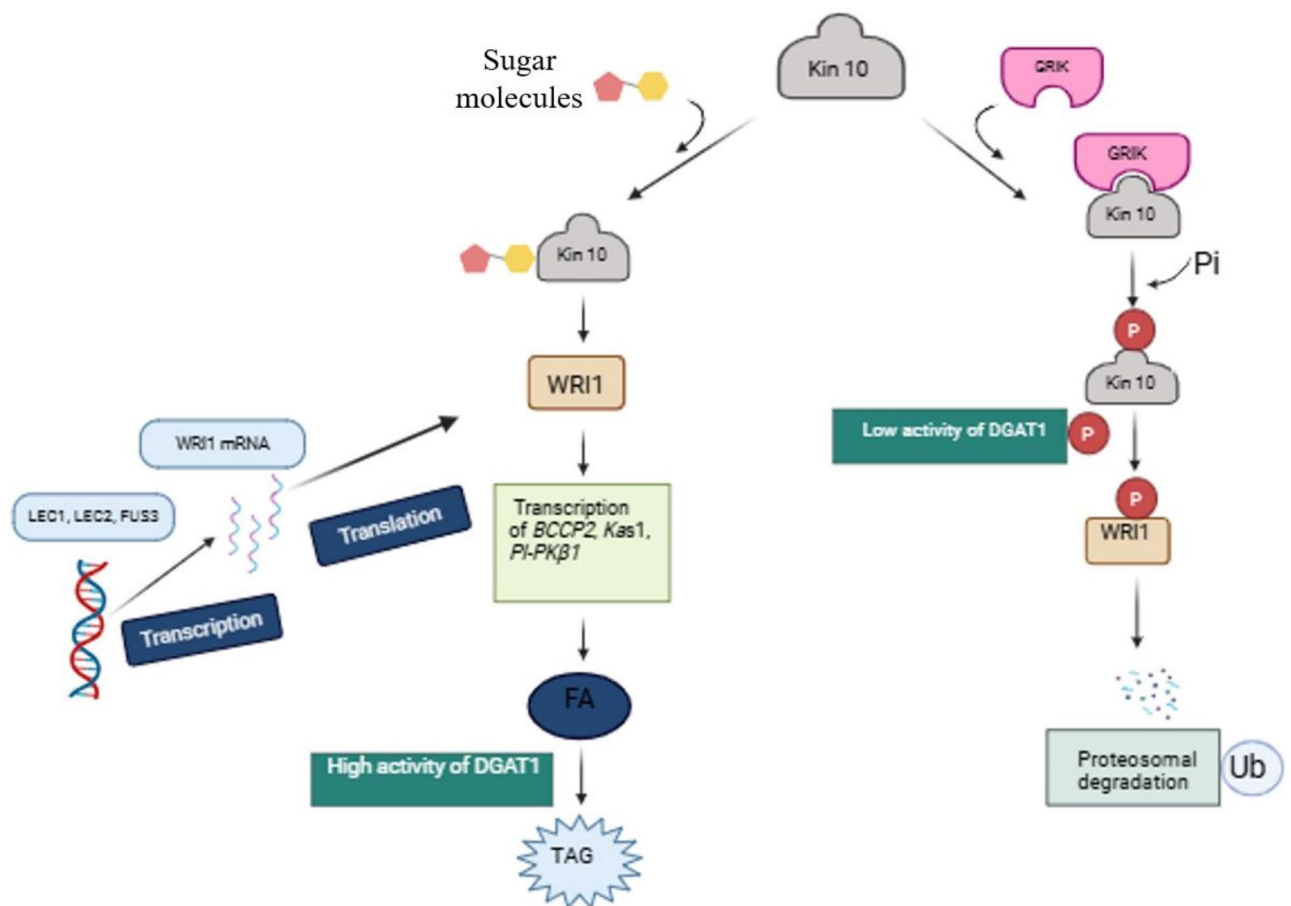 Sugar
molecules
Kin 10
GRIK
GRIK
Kin 10
Kin 10
Pi
P
Kin 10
WRI1
Low activity of DGAT1
P
WRI1 mRNA
P
WRI1
LEC1, LEC2, FUS3
Translation
Transcription
of BCCP2, Kas1,
PI-PKβ1
Transcription
FA
High activity of DGAT1
Proteosomal
degradation
Ub
TAG